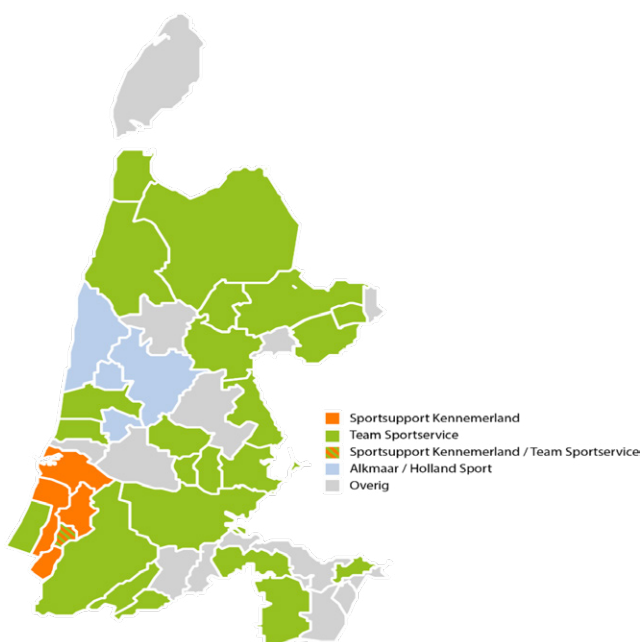 Sportsupport Kennemerland
Team Sportservice
Sportsupport Kennemerland / Team Sportservice
Alkmaar / Holland Sport
Overig